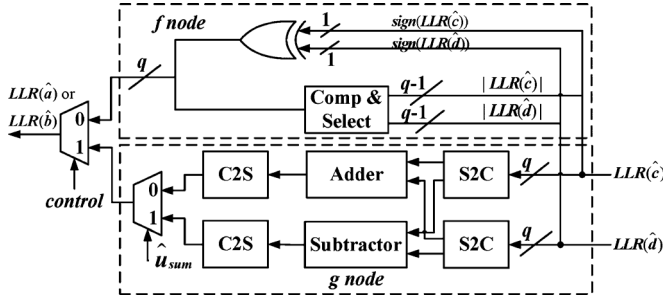 f node
1
sign(LLR(ĉ))
sign(LLR(d̂))
1
q
LLR(â) or
LLR(b̂)
0
1
control
Comp &
Select
q-1
|LLR(ĉ)|
q-1
|LLR(d̂)|
0
1
û sum
C2S
Adder
S2C
q
LLR(ĉ)
C2S
Subtractor
S2C
q
LLR(d̂)
g node